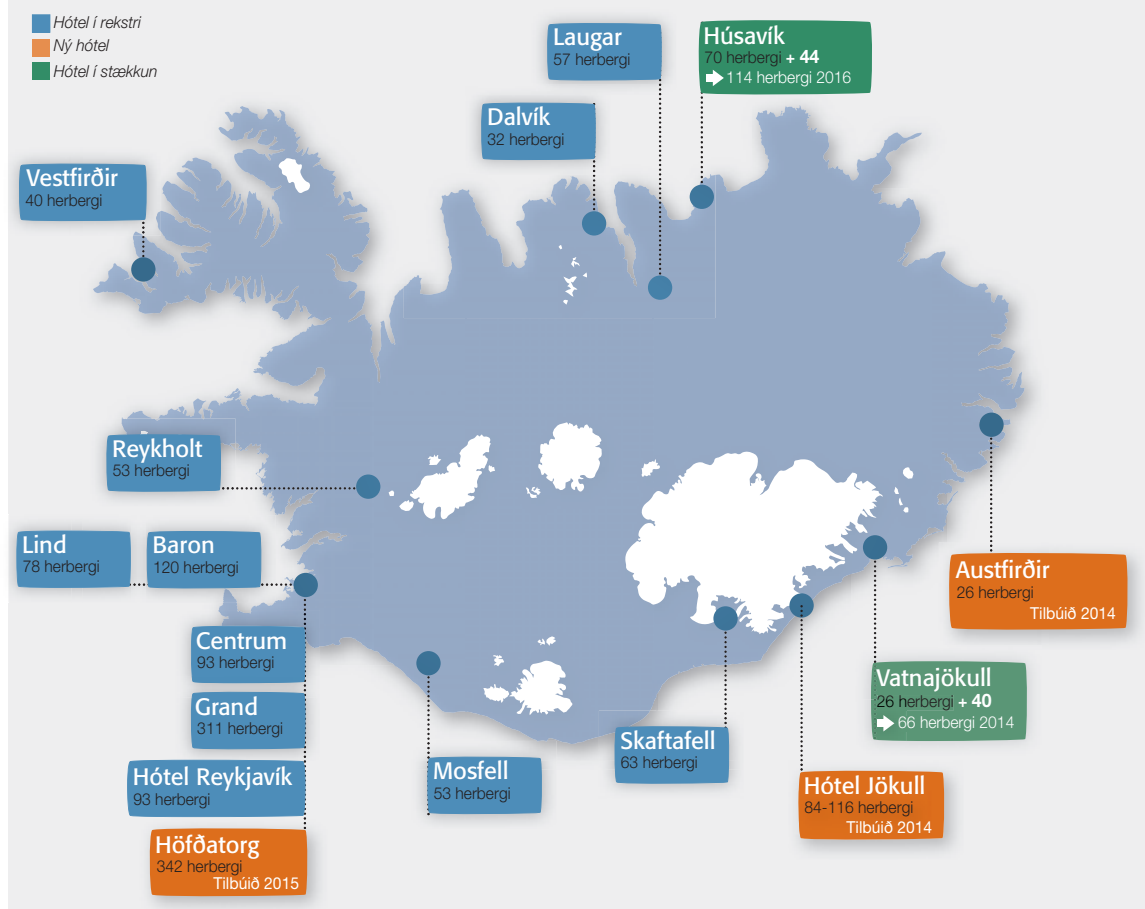 Hótel í rekstri
Ný hótel
Hótel í stækkun
Laugar
57 herbergi
Húsavík
70 herbergi + 44
114 herbergi 2016
Dalvík
32 herbergi
Vestfirðir
40 herbergi
Reykholt
53 herbergi
Lind
78 herbergi
Baron
120 herbergi
Centrum
93 herbergi
Grand
311 herbergi
Hótel Reykjavík
93 herbergi
Höfðatorg
342 herbergi
Tilbúið 2015
Mosfell
53 herbergi
Skaftafell
63 herbergi
Hótel Jökull
84-116 herbergi
Tilbúið 2014
Vatnajökull
26 herbergi + 40
66 herbergi 2014
Austfirðir
26 herbergi
Tilbúið 2014